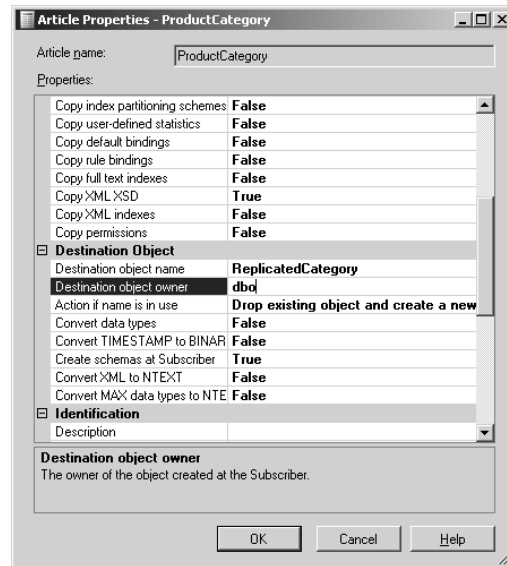 Article Properties - ProductCategory
Article name: ProductCategory
Properties:
Copy index partitioning schemes False
Copy user-defined statistics False
Copy default bindings False
Copy rule bindings False
Copy full text indexes False
Copy XML XSD True
Copy XML indexes False
Copy permissions False
Destination Object
Destination object name ReplicatedCategory
Destination object owner dbo
Action if name is in use Drop existing object and create a new
Convert data types False
Convert TIMESTAMP to BINAR False
Create schemas at Subscriber True
Convert XML to NTEXT False
Convert MAX data types to NTE False
Identification
Description
Destination object owner
The owner of the object created at the Subscriber.
OK Cancel Help